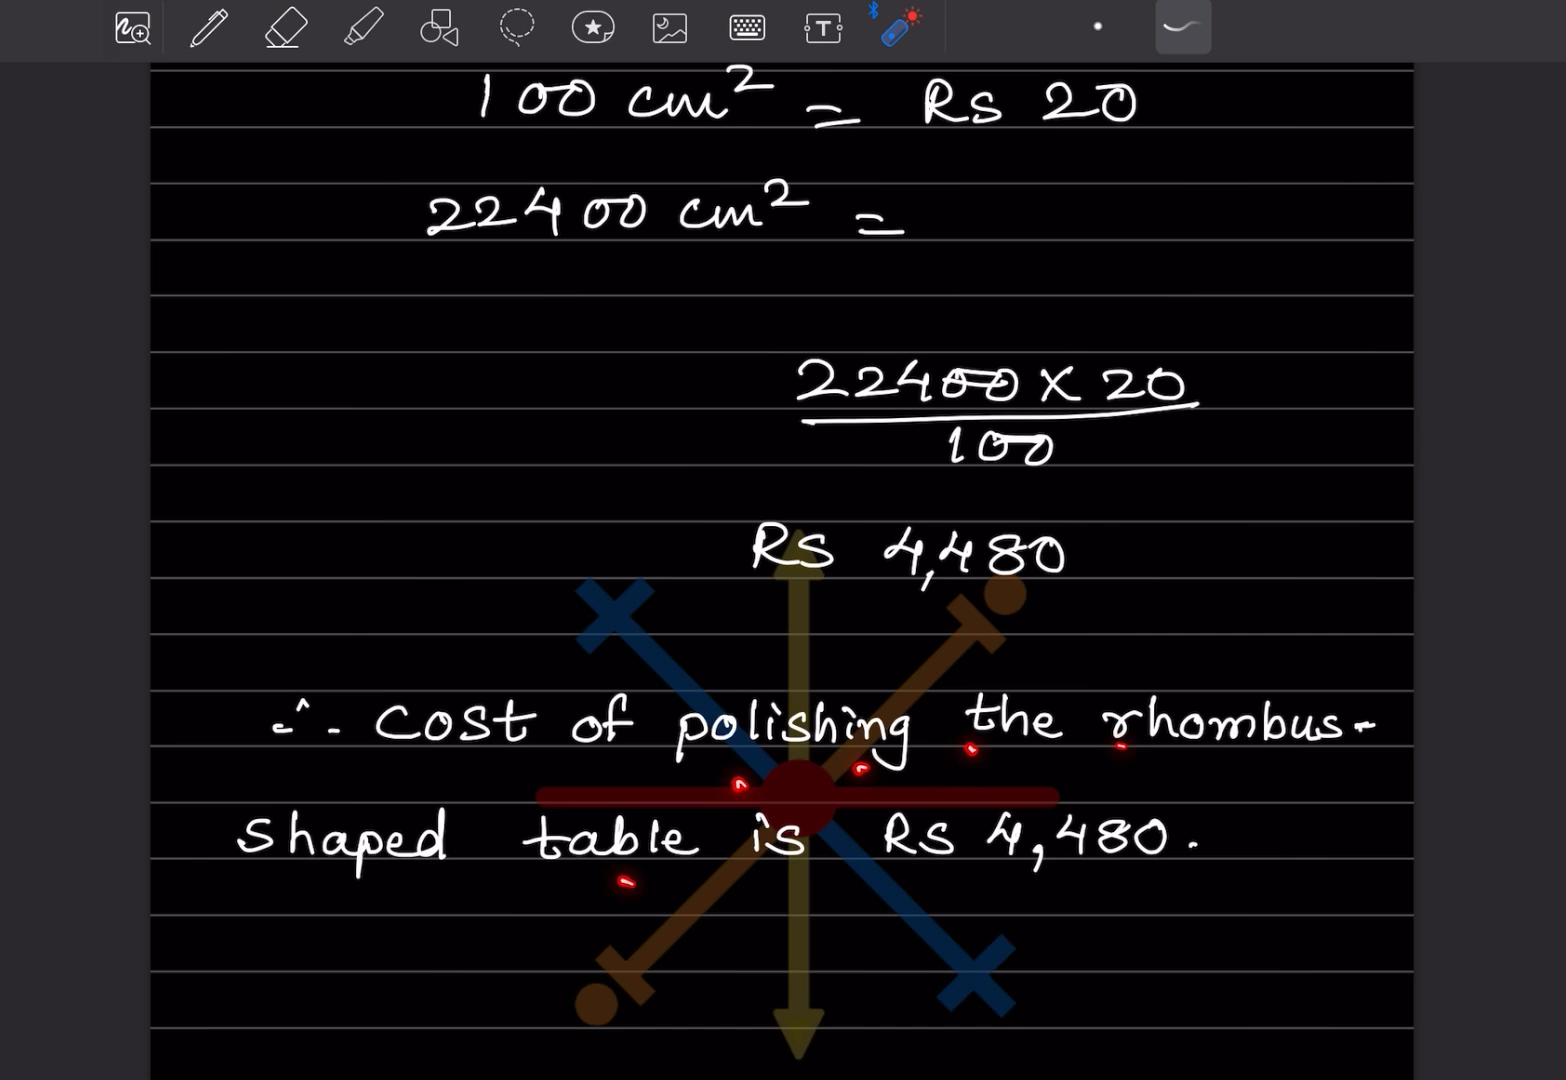 100 cm² = Rs 20
22400 cm² =
22400 × 20
100
Rs 4,480
∴ cost of polishing the rhombus-
shaped table is Rs 4,480.